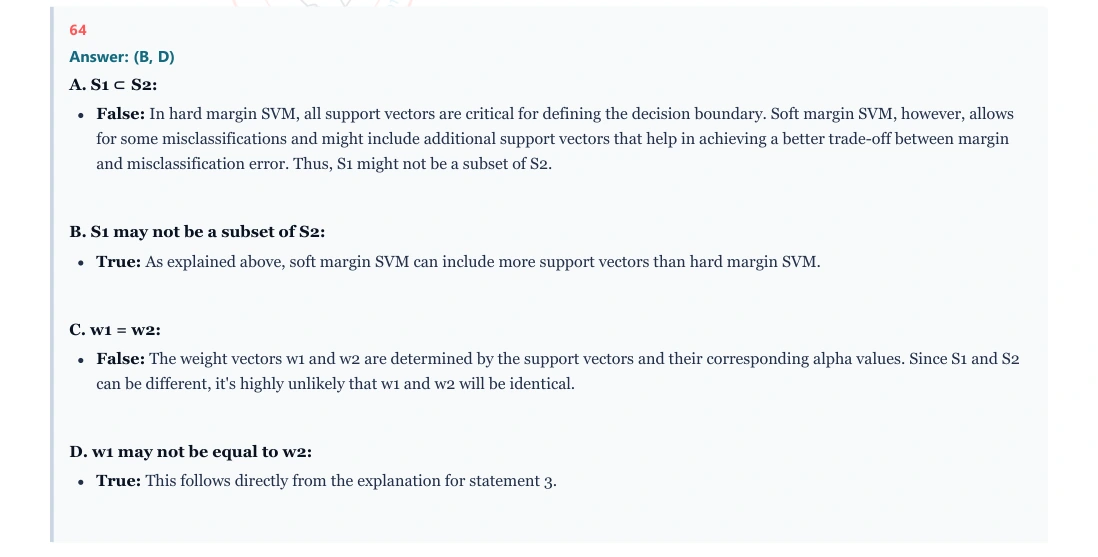 64
Answer: (B, D)
A. S1 ⊂ S2:
• False: In hard margin SVM, all support vectors are critical for defining the decision boundary. Soft margin SVM, however, allows
for some misclassifications and might include additional support vectors that help in achieving a better trade-off between margin
and misclassification error. Thus, S1 might not be a subset of S2.
B. S1 may not be a subset of S2:
• True: As explained above, soft margin SVM can include more support vectors than hard margin SVM.
C. w1 = w2:
• False: The weight vectors w1 and w2 are determined by the support vectors and their corresponding alpha values. Since S1 and S2
can be different, it's highly unlikely that w1 and w2 will be identical.
D. w1 may not be equal to w2:
• True: This follows directly from the explanation for statement 3.